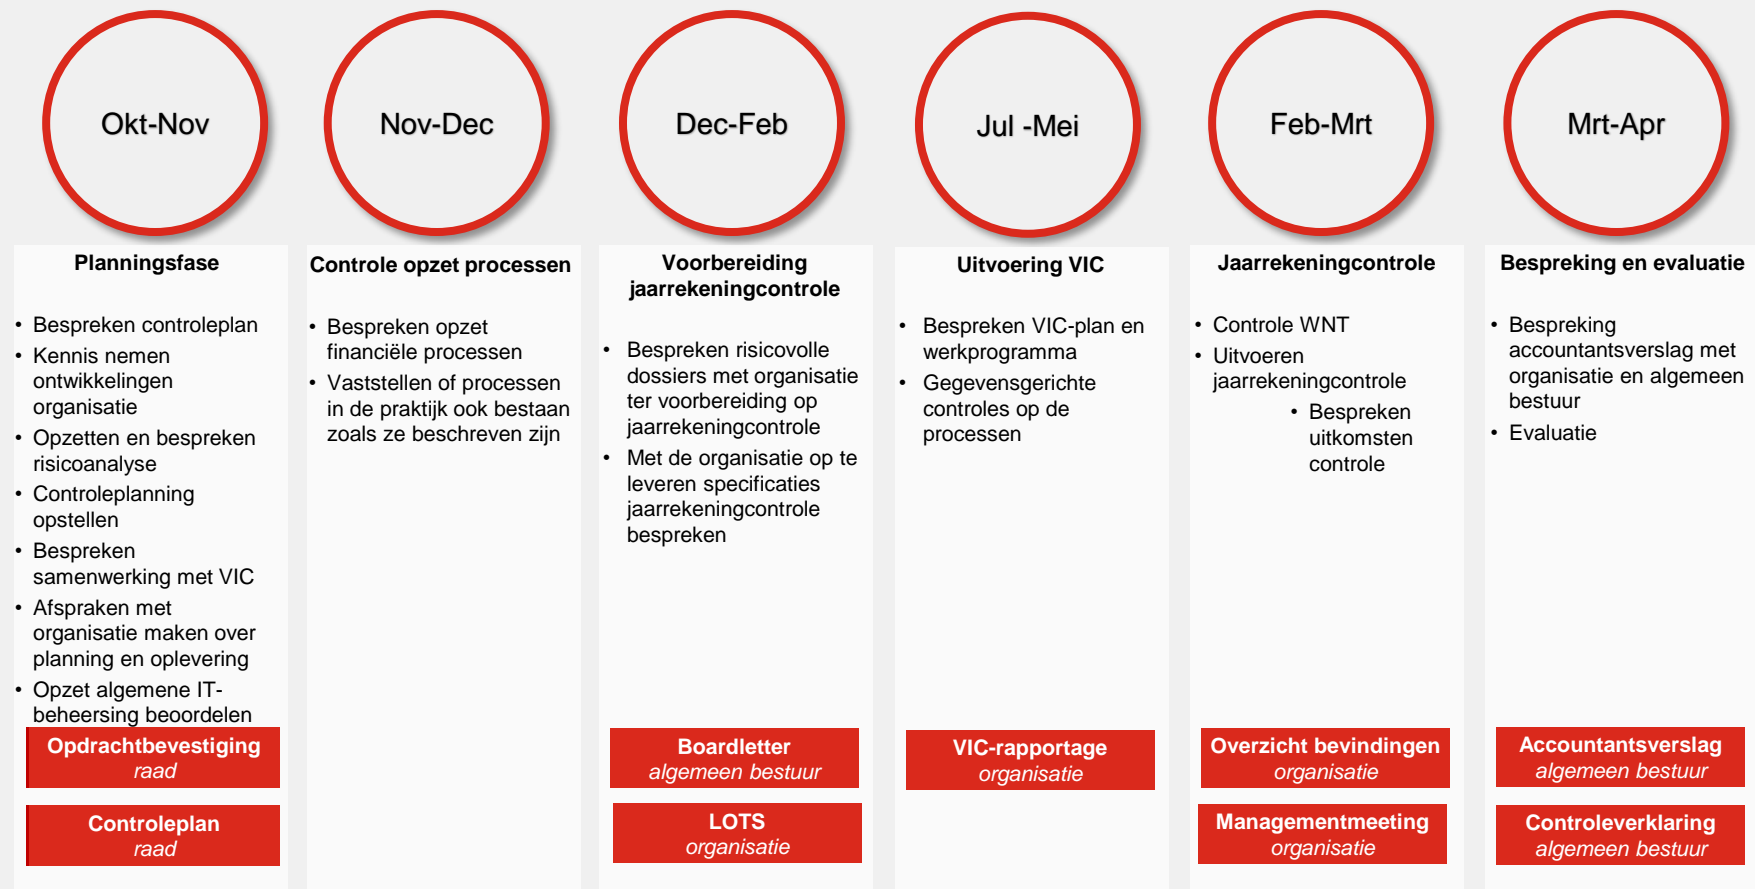 Okt-Nov
Planningsfase
• Bespreken controleplan
• Kennis nemen
ontwikkelingen
organisatie
• Opzetten en bespreken
risicoanalyse
• Controleplanning
opstellen
• Bespreken
samenwerking met VIC
• Afspraken met
organisatie maken over
planning en oplevering
• Opzet algemene IT-
beheersing beoordelen
Opdrachtbevestiging
raad
Controleplan
raad
Nov-Dec
Controle opzet processen
• Bespreken opzet
financiële processen
• Vaststellen of processen
in de praktijk ook bestaan
zoals ze beschreven zijn
Dec-Feb
Voorbereiding
jaarrekeningcontrole
• Bespreken risicovolle
dossiers met organisatie
ter voorbereiding op
jaarrekeningcontrole
• Met de organisatie op te
leveren specificaties
jaarrekeningcontrole
bespreken
Boardletter
algemeen bestuur
LOTS
organisatie
Jul -Mei
Uitvoering VIC
• Bespreken VIC-plan en
werkprogramma
• Gegevensgerichte
controles op de
processen
VIC-rapportage
organisatie
Feb-Mrt
Jaarrekeningcontrole
• Controle WNT
• Uitvoeren
jaarrekeningcontrole
• Bespreken
uitkomsten
controle
Overzicht bevindingen
organisatie
Managementmeeting
organisatie
Mrt-Apr
Bespreking en evaluatie
• Bespreking
accountantsverslag met
organisatie en algemeen
bestuur
• Evaluatie
Accountantsverslag
algemeen bestuur
Controleverklaring
algemeen bestuur